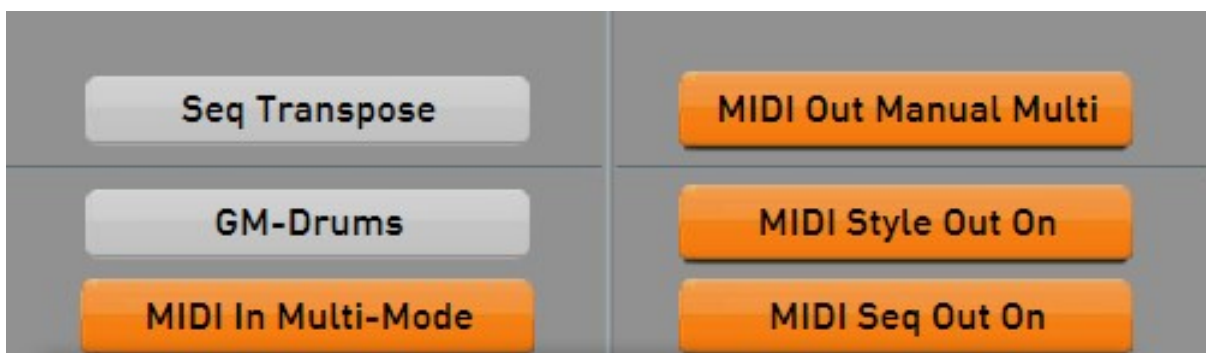 Seq Transpose
MIDI Out Manual Multi
GM-Drums
MIDI Style Out On
MIDI In Multi-Mode
MIDI Seq Out On